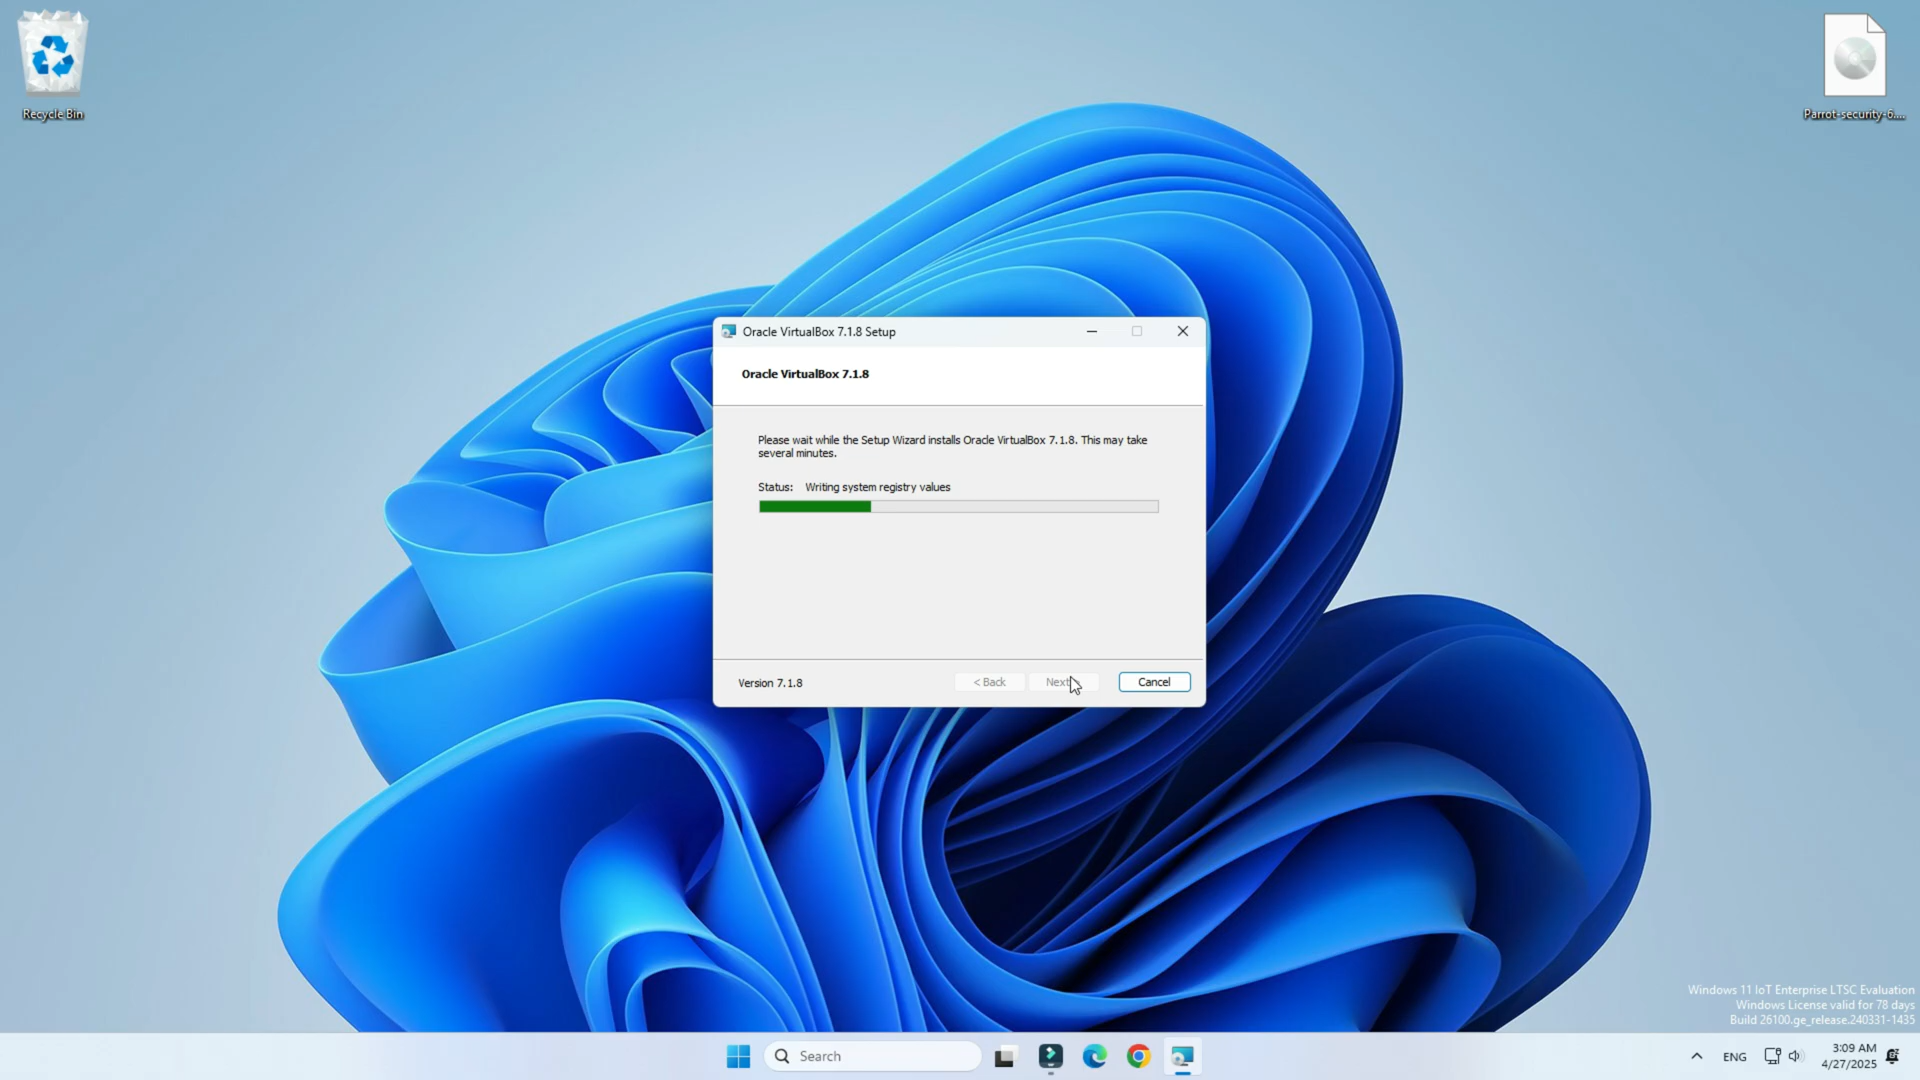 Recycle Bin
Parrot-security-6....
Oracle VirtualBox 7.1.8 Setup
Oracle VirtualBox 7.1.8
Please wait while the Setup Wizard installs Oracle VirtualBox 7.1.8. This may take
several minutes.
Status: Writing system registry values
Version 7.1.8
< Back
Next
Cancel
Windows 11 IoT Enterprise LTSC Evaluation
Windows License valid for 78 days
Build 26100.ge_release.240331-1435
Search
ENG
3:09 AM
4/27/2025